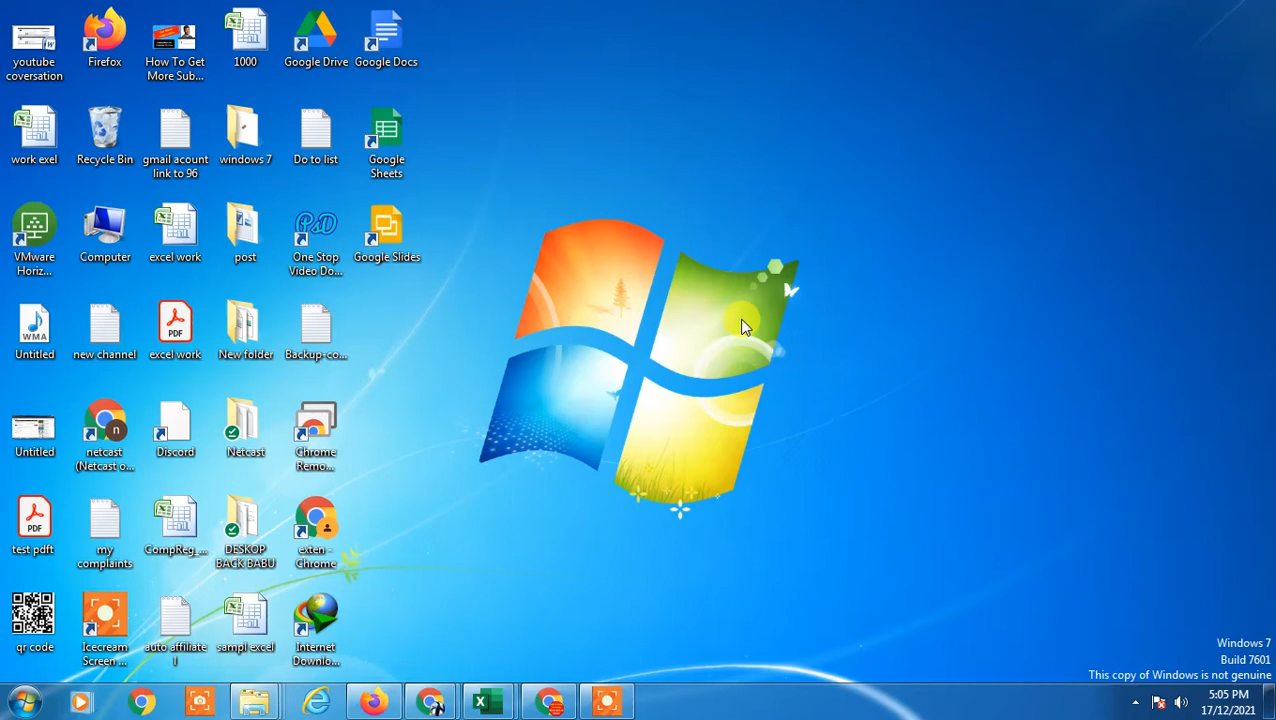 youtube
coversation
Firefox
How To Get
More Sub...
1000
Google Drive
Google Docs
work exel
Recycle Bin
gmail acount
link to 96
windows 7
Do to list
Google
Sheets
VMware
Horiz...
Computer
excel work
post
One Stop
Video Do...
Google Slides
WMA
Untitled
new channel
PDF
excel work
New folder
Backup-co...
Untitled
n
netcast
(Netcast o...
Discord
Netcast
Chrome
Remo...
PDF
test pdft
my
complaints
CompReg_...
DESKOP
BACK BABU
exten -
Chrome
qr code
Icecream
Screen ...
auto affiliate
l
sampl excel
Internet
Downlo...
Windows 7
Build 7601
This copy of Windows is not genuine
5:05 PM
17/12/2021